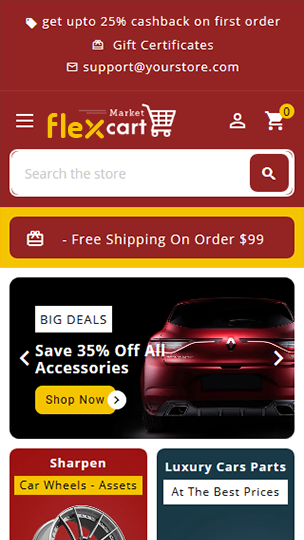 get upto 25% cashback on first order
Gift Certificates
support@yourstore.com
Market
flexcart
0
Search the store
- Free Shipping On Order $99
BIG DEALS
Save 35% Off All
Accessories
Shop Now
Sharpen
Car Wheels - Assets
Luxury Cars Parts
At The Best Prices